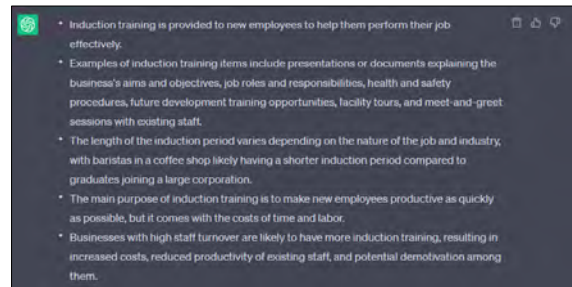 • Induction training is provided to new employees to help them perform their job
effectively.
• Examples of induction training items include presentations or documents explaining the
business's aims and objectives, job roles and responsibilities, health and safety
procedures, future development training opportunities, facility tours, and meet-and-greet
sessions with existing staff.
• The length of the induction period varies depending on the nature of the job and industry,
with baristas in a coffee shop likely having a shorter induction period compared to
graduates joining a large corporation.
• The main purpose of induction training is to make new employees productive as quickly
as possible, but it comes with the costs of time and labor.
• Businesses with high staff turnover are likely to have more induction training, resulting in
increased costs, reduced productivity of existing staff, and potential demotivation among
them.